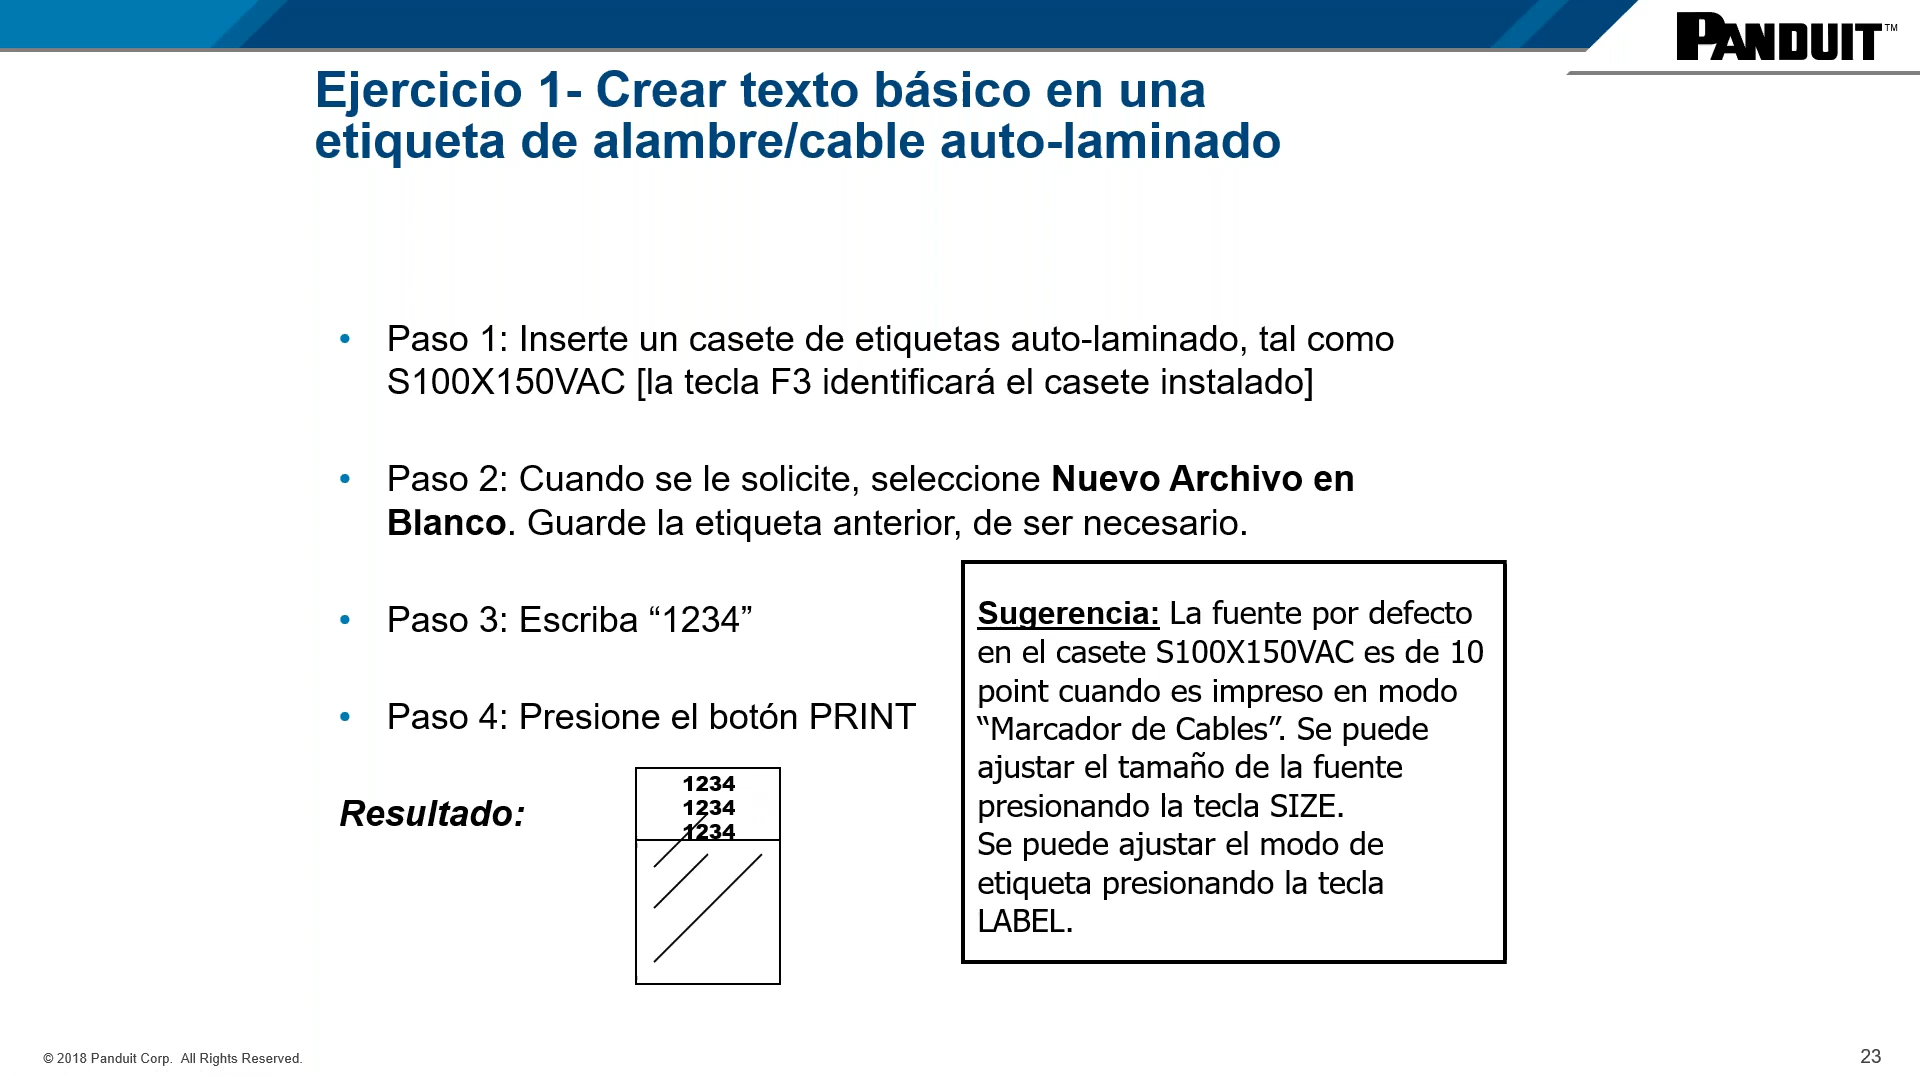 PANDUIT™
Ejercicio 1- Crear texto básico en una
etiqueta de alambre/cable auto-laminado
• Paso 1: Inserte un casete de etiquetas auto-laminado, tal como
S100X150VAC [la tecla F3 identificará el casete instalado]
• Paso 2: Cuando se le solicite, seleccione Nuevo Archivo en
Blanco. Guarde la etiqueta anterior, de ser necesario.
• Paso 3: Escriba “1234”
• Paso 4: Presione el botón PRINT
Resultado:
1234
1234
1234
Sugerencia: La fuente por defecto
en el casete S100X150VAC es de 10
point cuando es impreso en modo
“Marcador de Cables”. Se puede
ajustar el tamaño de la fuente
presionando la tecla SIZE.
Se puede ajustar el modo de
etiqueta presionando la tecla
LABEL.
© 2018 Panduit Corp. All Rights Reserved.
23